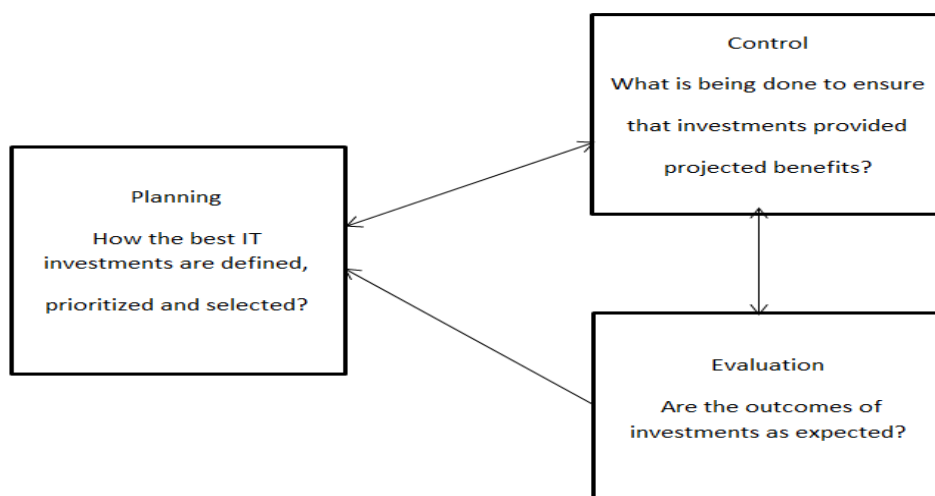 Control
What is being done to ensure
that investments provided
projected benefits?
Planning
How the best IT
investments are defined,
prioritized and selected?
Evaluation
Are the outcomes of
investments as expected?